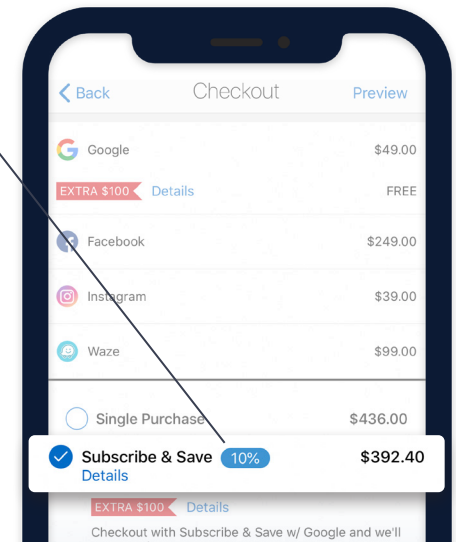 Back Checkout Preview
Google $49.00
EXTRA $100 Details FREE
Facebook $249.00
Instagram $39.00
Waze $99.00
Single Purchase $436.00
Subscribe & Save 10% $392.40
Details
EXTRA $100 Details
Checkout with Subscribe & Save w/ Google and we'll